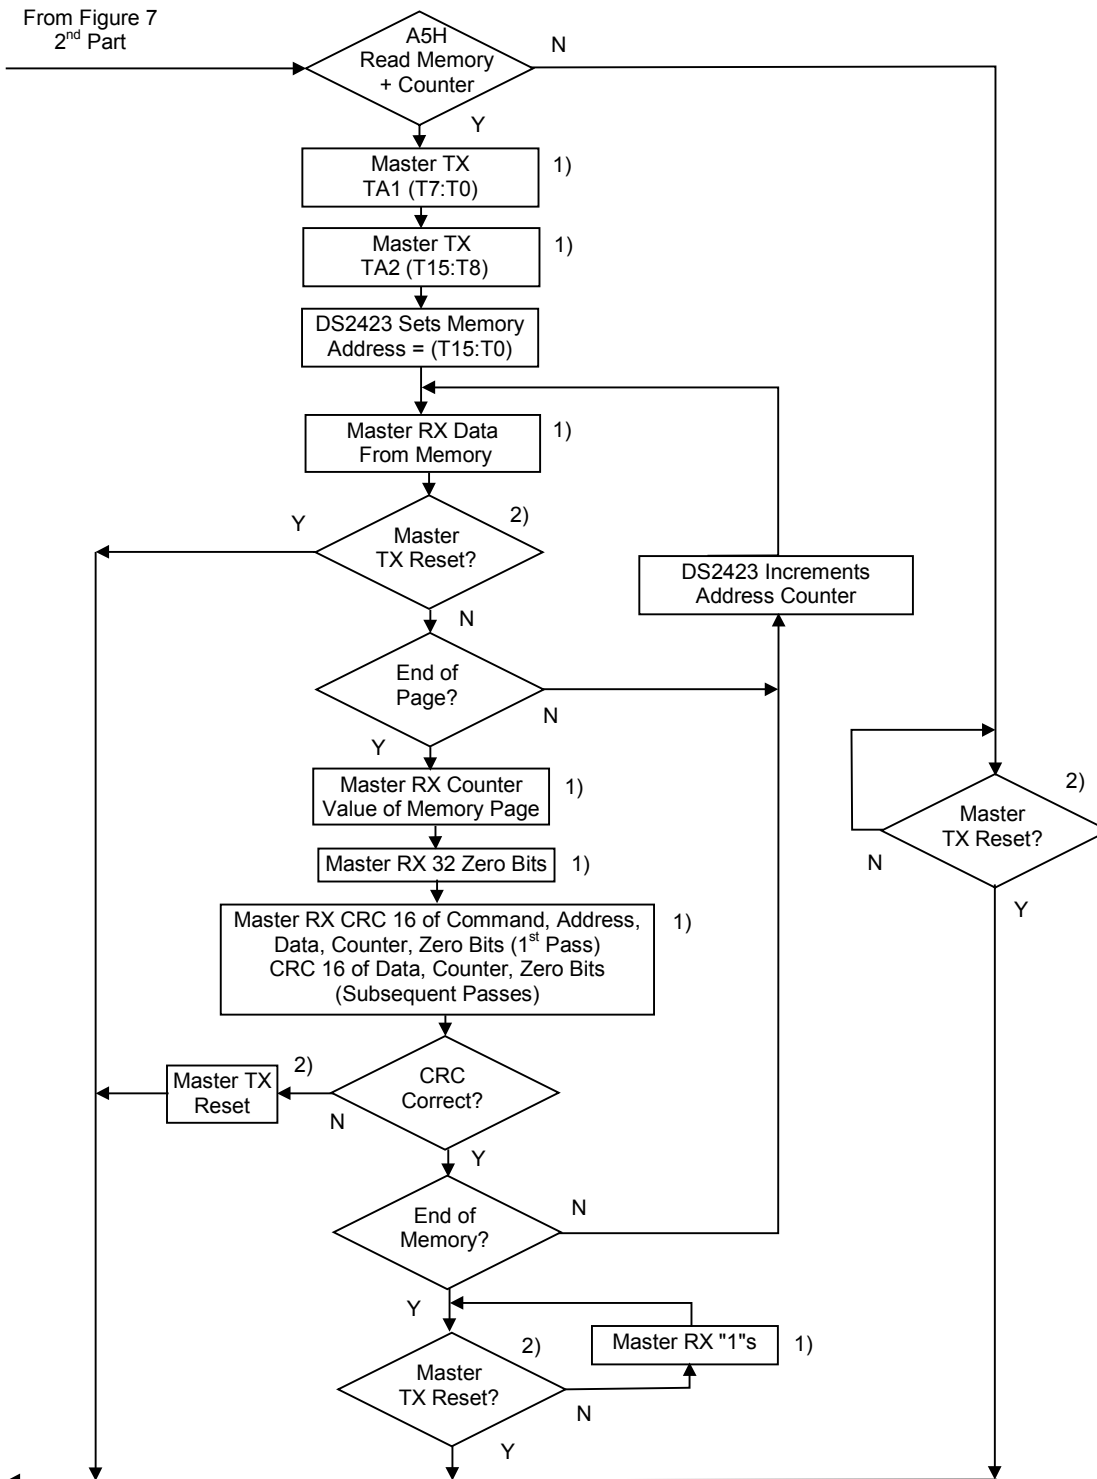 From Figure 7
2nd Part
A5H
Read Memory
+ Counter
N
Y
Master TX
TA1 (T7:T0)
1)
Master TX
TA2 (T15:T8)
1)
DS2423 Sets Memory
Address = (T15:T0)
Master RX Data
From Memory
1)
Y
Master
TX Reset?
2)
N
DS2423 Increments
Address Counter
End of
Page?
N
Y
Master RX Counter
Value of Memory Page
1)
Master RX 32 Zero Bits
1)
Master
TX Reset?
2)
N
Y
Master RX CRC 16 of Command, Address,
Data, Counter, Zero Bits (1st Pass)
CRC 16 of Data, Counter, Zero Bits
(Subsequent Passes)
1)
Master TX
Reset
2)
CRC
Correct?
N
Y
End of
Memory?
N
Y
Master
TX Reset?
2)
Master RX "1"s
1)
N
Y